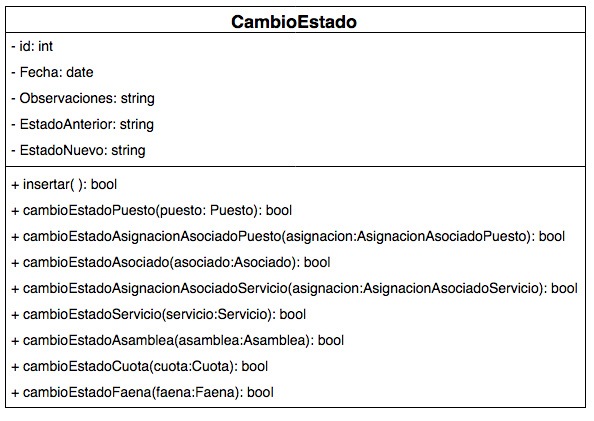 CambioEstado
- id: int
- Fecha: date
- Observaciones: string
- EstadoAnterior: string
- EstadoNuevo: string
+ insertar( ): bool
+ cambioEstadoPuesto(puesto: Puesto): bool
+ cambioEstadoAsignacionAsociadoPuesto(asignacion:AsignacionAsociadoPuesto): bool
+ cambioEstadoAsociado(asociado:Asociado): bool
+ cambioEstadoAsignacionAsociadoServicio(asignacion:AsignacionAsociadoServicio): bool
+ cambioEstadoServicio(servicio:Servicio): bool
+ cambioEstadoAsamblea(asamblea:Asamblea): bool
+ cambioEstadoCuota(cuota:Cuota): bool
+ cambioEstadoFaena(faena:Faena): bool